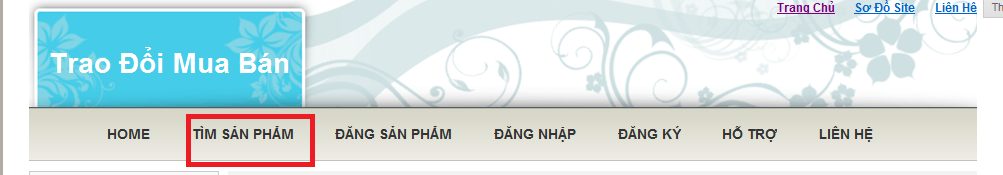 Trang Chủ Sơ Đồ Site Liên Hệ Th
Trao Đổi Mua Bán
HOME TÌM SẢN PHẨM ĐĂNG SẢN PHẨM ĐĂNG NHẬP ĐĂNG KÝ HỖ TRỢ LIÊN HỆ